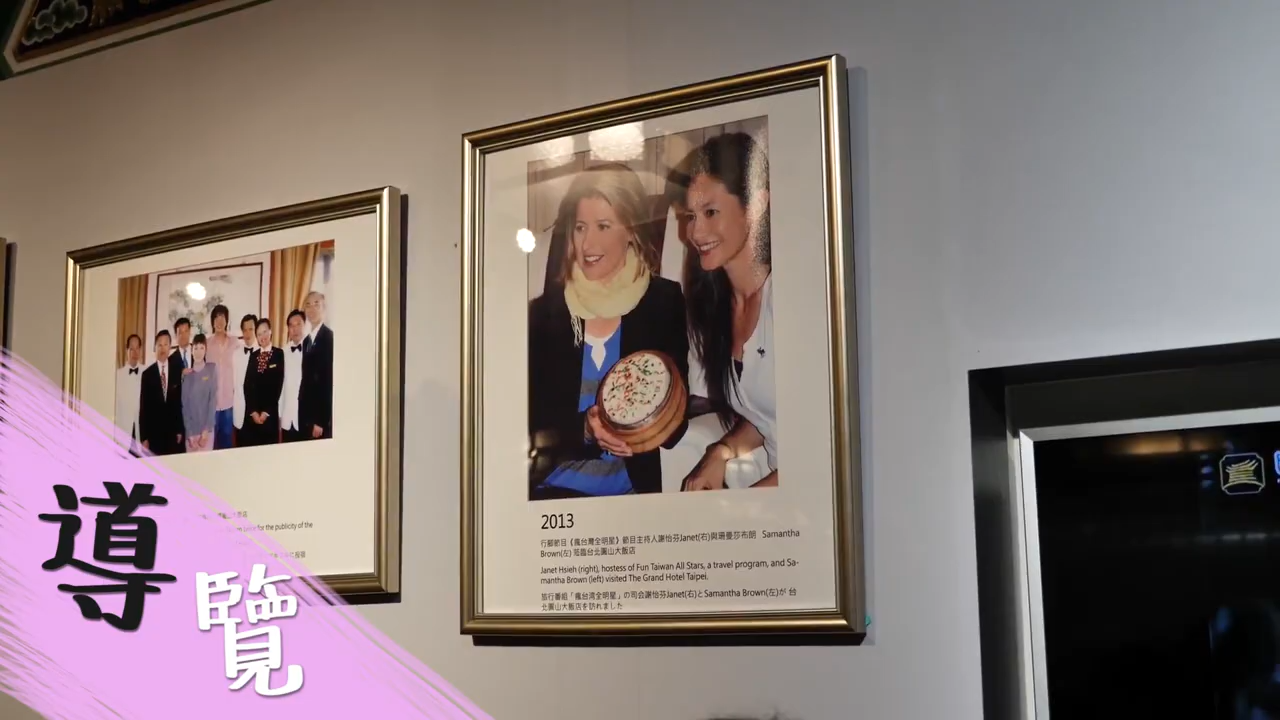 2013
行腳節目《瘋台灣全明星》節目主持人謝怡芬Janet(右)與珊曼莎布朗 Samantha
Brown(左) 蒞臨台北圓山大飯店
Janet Hsieh (right), hostess of Fun Taiwan All Stars, a travel program, and Sa-
mantha Brown (left) visited The Grand Hotel Taipei.
旅行番組「瘋台湾全明星」の司会謝怡芬Janet(右)とSamantha Brown(左)が 台
北圓山大飯店を訪れました
for the publicity of the
導覽